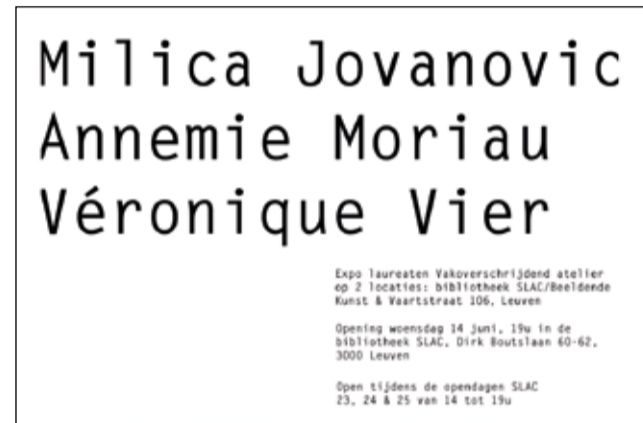 Milica Jovanovic
Annemie Moriau
Véronique Vier
Expo laureaten Vakoverschrijdend atelier
op 2 locaties: bibliotheek SLAC/Beeldende
Kunst & Vaartstraat 106, Leuven
Opening woensdag 14 juni, 19u in de
bibliotheek SLAC, Dirk Boutslaan 60-62,
3000 Leuven
Open tijdens de opendagen SLAC
23, 24 & 25 van 14 tot 19u